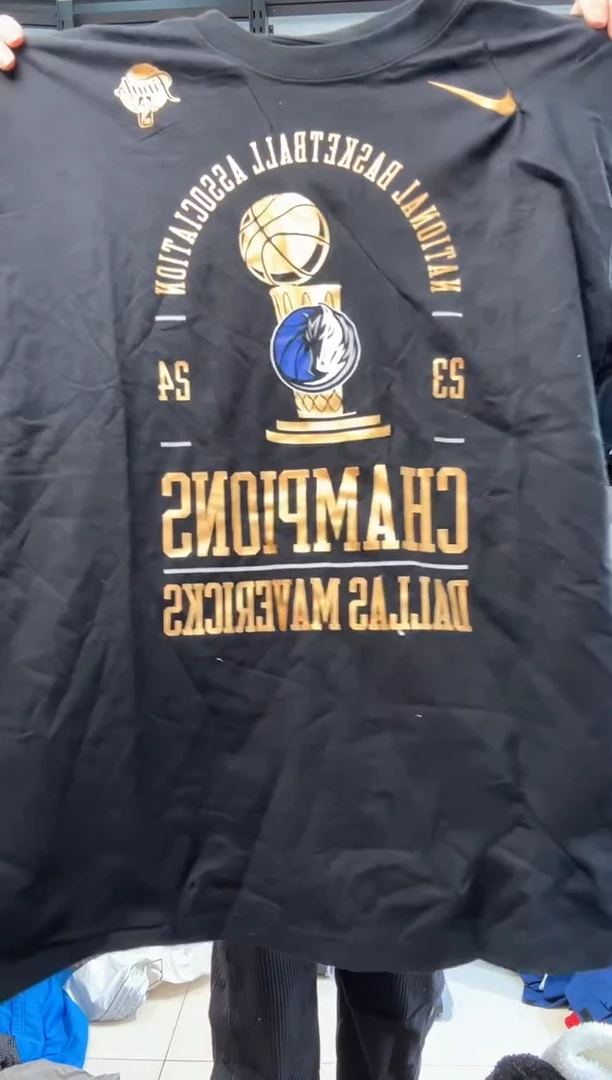 NATIONAL BASKETBALL ASSOCIATION
23 24
CHAMPIONS
DALLAS MAVERICKS